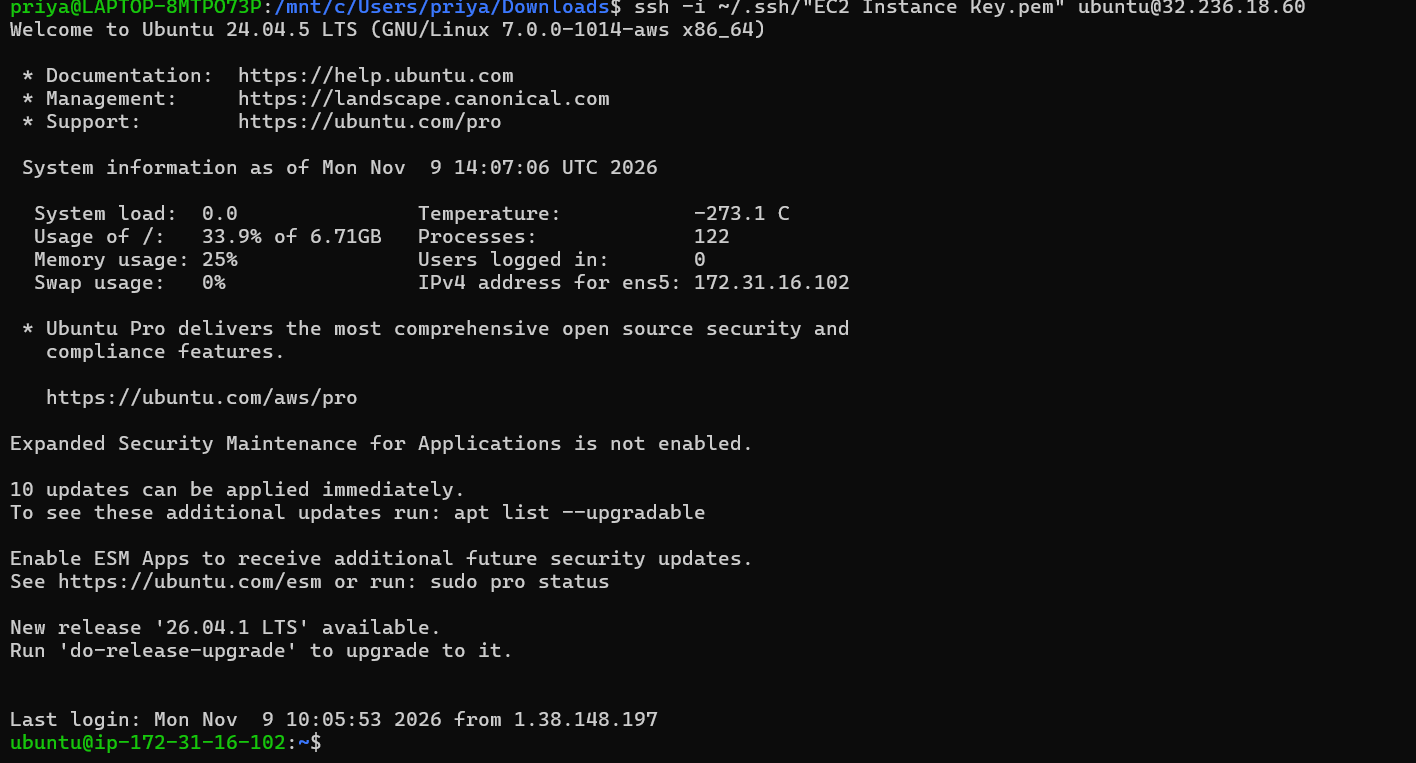 priya@LAPTOP-8MTPO73P:/mnt/c/Users/priya/Downloads$ ssh -i ~/.ssh/"EC2 Instance Key.pem" ubuntu@32.236.18.60
Welcome to Ubuntu 24.04.5 LTS (GNU/Linux 7.0.0-1014-aws x86_64)

 * Documentation:  https://help.ubuntu.com
 * Management:     https://landscape.canonical.com
 * Support:        https://ubuntu.com/pro

 System information as of Mon Nov  9 14:07:06 UTC 2026

  System load:  0.0               Temperature:           -273.1 C
  Usage of /:   33.9% of 6.71GB   Processes:             122
  Memory usage: 25%               Users logged in:       0
  Swap usage:   0%                IPv4 address for ens5: 172.31.16.102

 * Ubuntu Pro delivers the most comprehensive open source security and
   compliance features.

   https://ubuntu.com/aws/pro

Expanded Security Maintenance for Applications is not enabled.

10 updates can be applied immediately.
To see these additional updates run: apt list --upgradable

Enable ESM Apps to receive additional future security updates.
See https://ubuntu.com/esm or run: sudo pro status

New release '26.04.1 LTS' available.
Run 'do-release-upgrade' to upgrade to it.


Last login: Mon Nov  9 10:05:53 2026 from 1.38.148.197
ubuntu@ip-172-31-16-102:~$